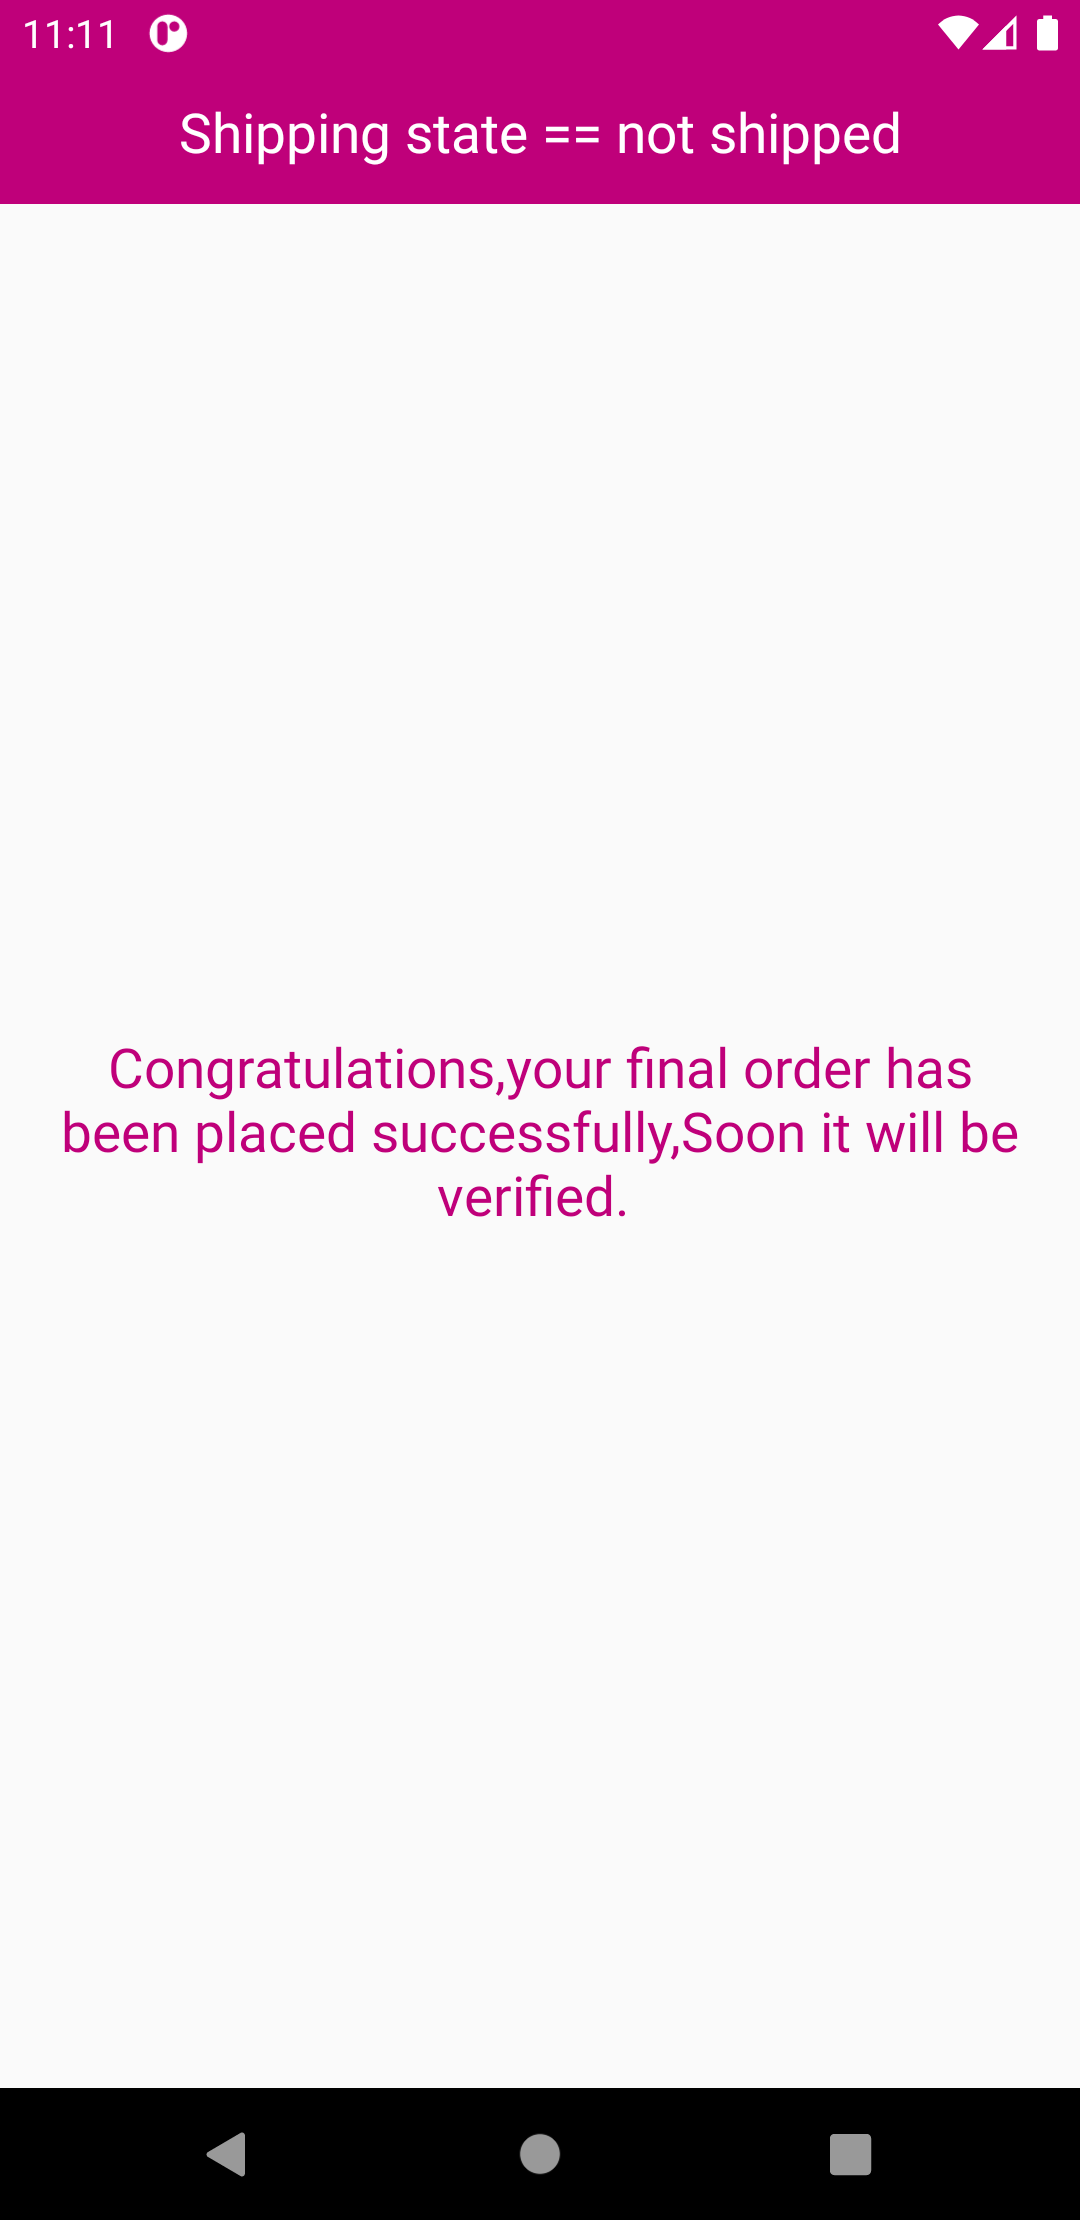 11:11
Shipping state == not shipped
Congratulations,your final order has
been placed successfully,Soon it will be
verified.